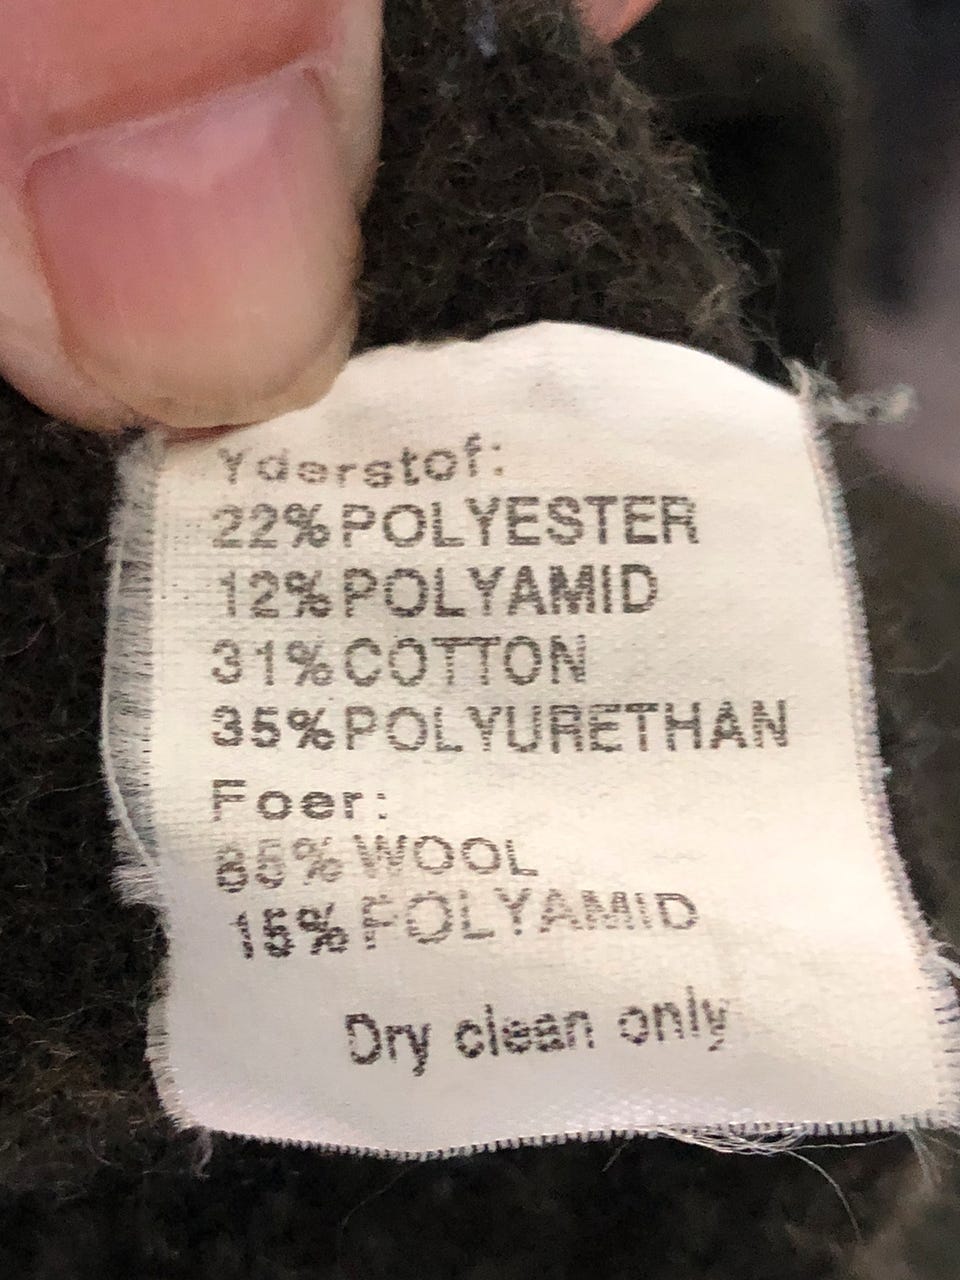 Yderstof:
22% POLYESTER
12% POLYAMID
31% COTTON
35% POLYURETHAN
Foer:
85% WOOL
15% POLYAMID
Dry clean only